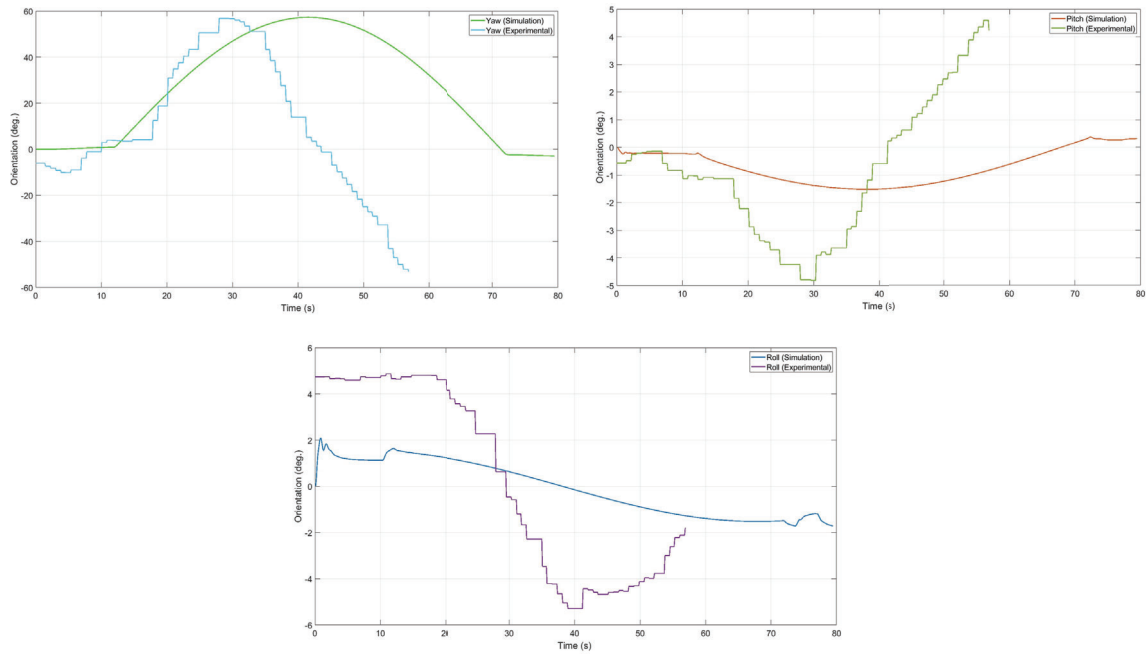 Yaw (Simulation)
Yaw (Experimental)
60
40
20
0
-20
-40
-60
Orientation (deg.)
0 10 20 30 40 50 60 70 80
Time (s)
Pitch (Simulation)
Pitch (Experimental)
5
4
3
2
1
0
-1
-2
-3
-4
-5
Orientation (deg.)
0 10 20 30 40 50 60 70 80
Time (s)
Roll (Simulation)
Roll (Experimental)
6
4
2
0
-2
-4
-6
Orientation (deg.)
0 10 20 30 40 50 60 70 80
Time (s)